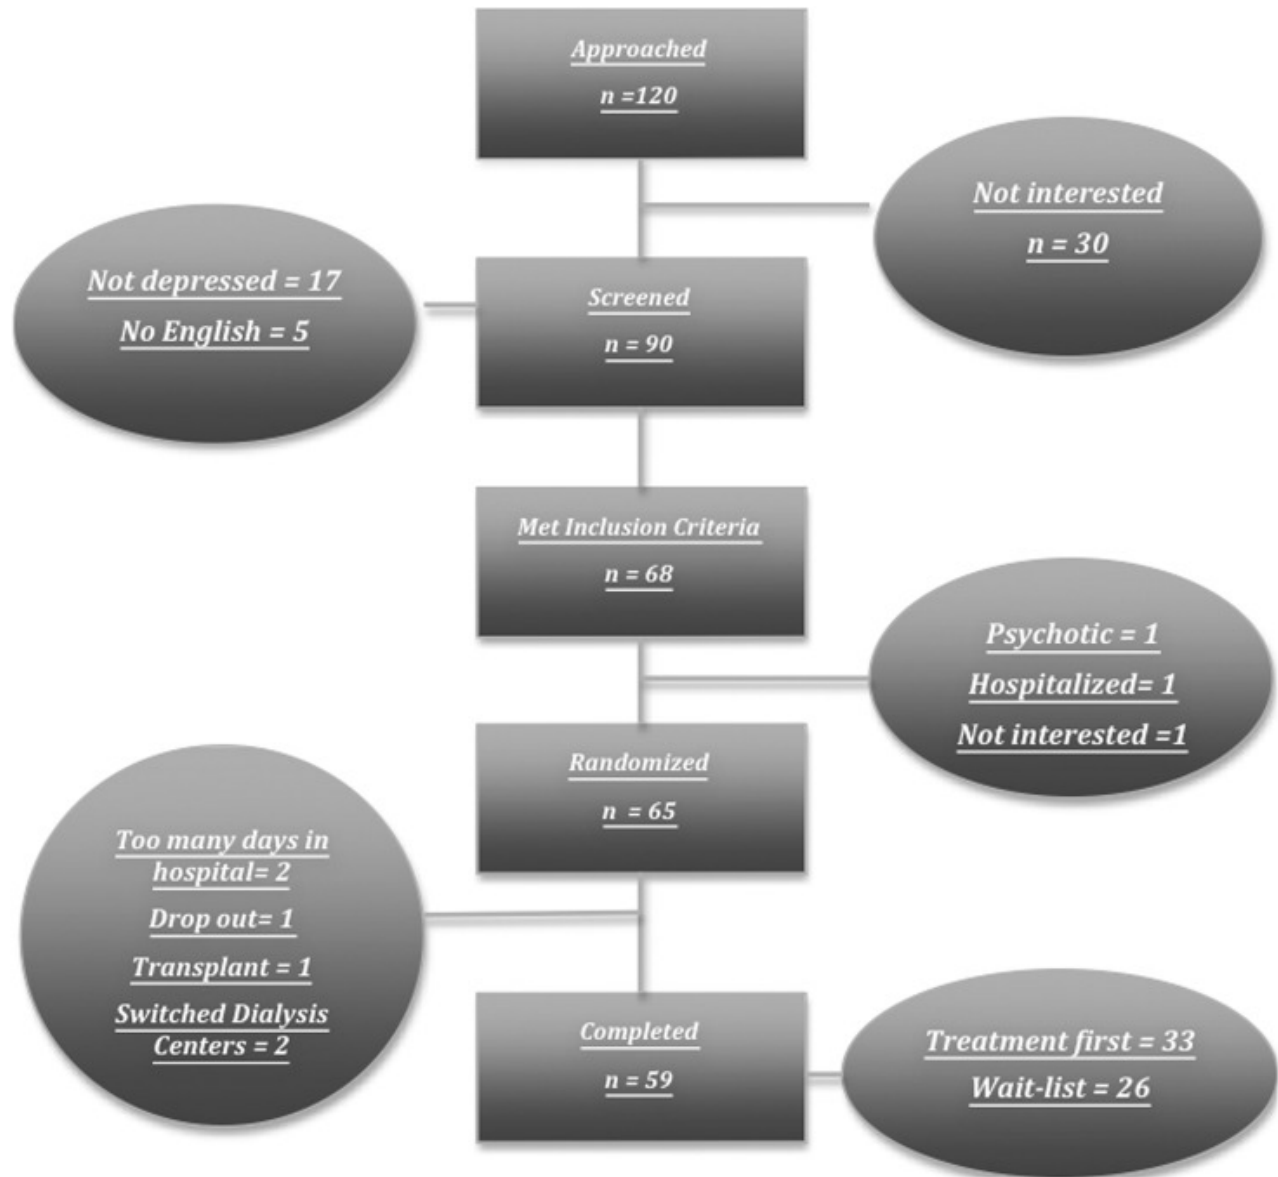 Approached
n =120
Not interested
n = 30
Not depressed = 17
No English = 5
Screened
n = 90
Met Inclusion Criteria
n = 68
Psychotic = 1
Hospitalized= 1
Not interested =1
Randomized
n = 65
Too many days in
hospital= 2
Drop out= 1
Transplant = 1
Switched Dialysis
Centers = 2
Completed
n = 59
Treatment first = 33
Wait-list = 26